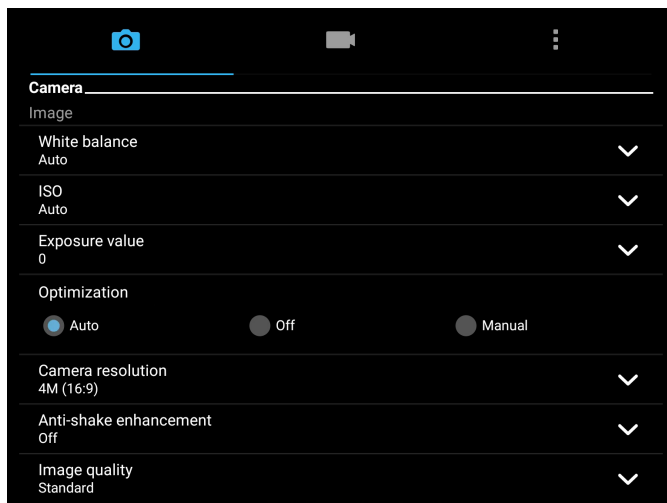 Camera
Image
White balance
Auto
ISO
Auto
Exposure value
0
Optimization
Auto Off Manual
Camera resolution
4M (16:9)
Anti-shake enhancement
Off
Image quality
Standard